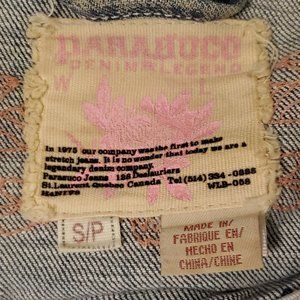 PARASUCO
DENIM LEGEND
W L
In 1975 our company was the first to make
stretch jeans. It is no wonder that today we are a
legendary denim company.
Parasuco Jeans 128 Deslauriers
St.Laurent Quebec Canada Tel(514) 334-0888
WLB-058
S/P
MADE IN/
FABRIQUE EN/
HECHO EN
CHINA/CHINE